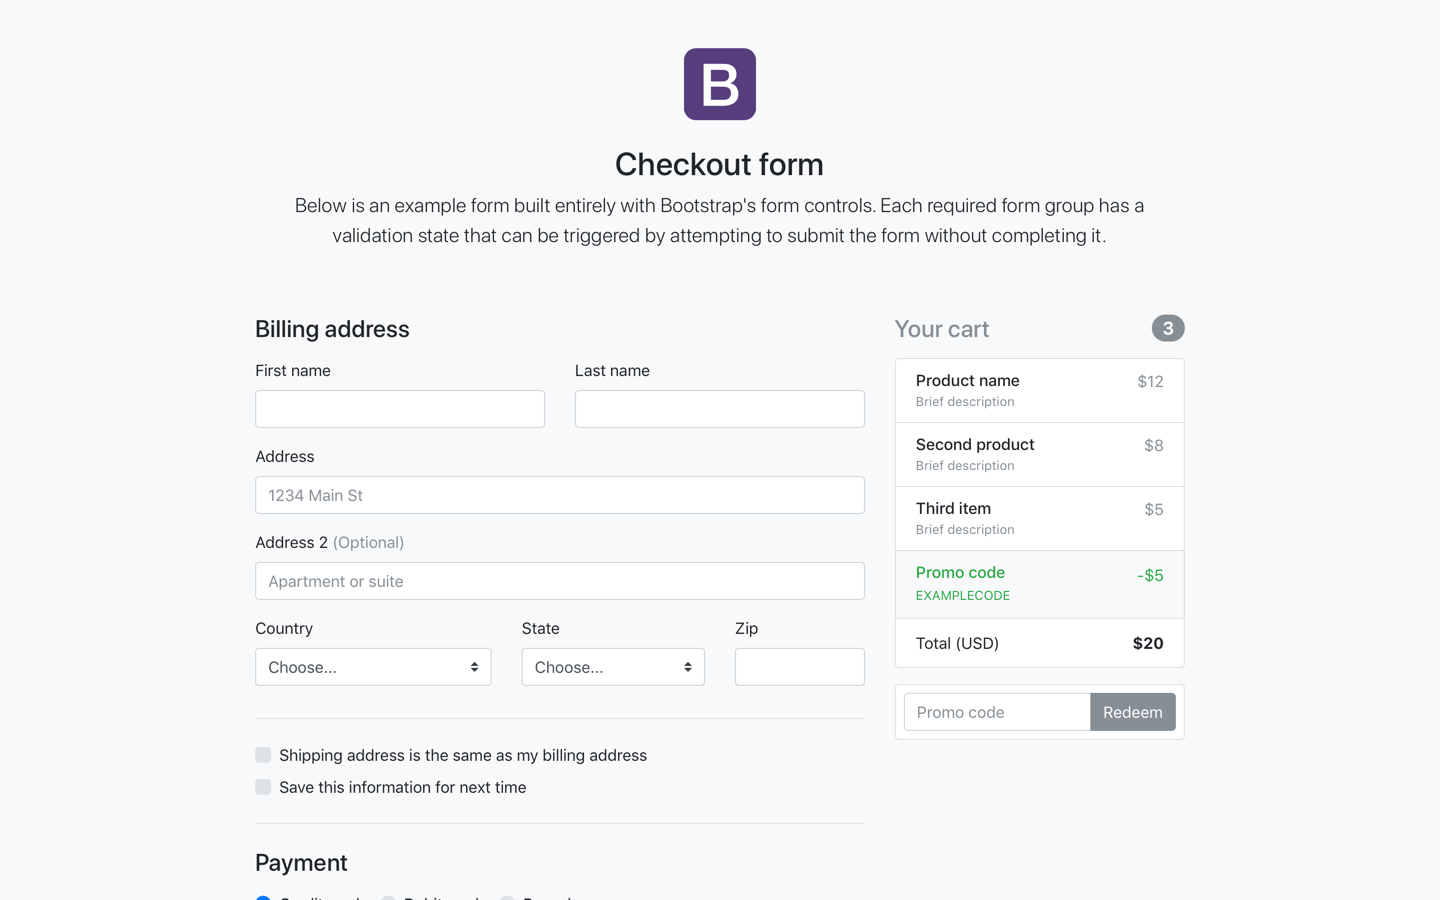 B
Checkout form
Below is an example form built entirely with Bootstrap's form controls. Each required form group has a
validation state that can be triggered by attempting to submit the form without completing it.
Billing address
First name
Last name
Address
1234 Main St
Address 2 (Optional)
Apartment or suite
Country
State
Zip
Choose...
Choose...
Shipping address is the same as my billing address
Save this information for next time
Payment
Your cart
3
Product name
$12
Brief description
Second product
$8
Brief description
Third item
$5
Brief description
Promo code
-$5
EXAMPLECODE
Total (USD)
$20
Promo code
Redeem